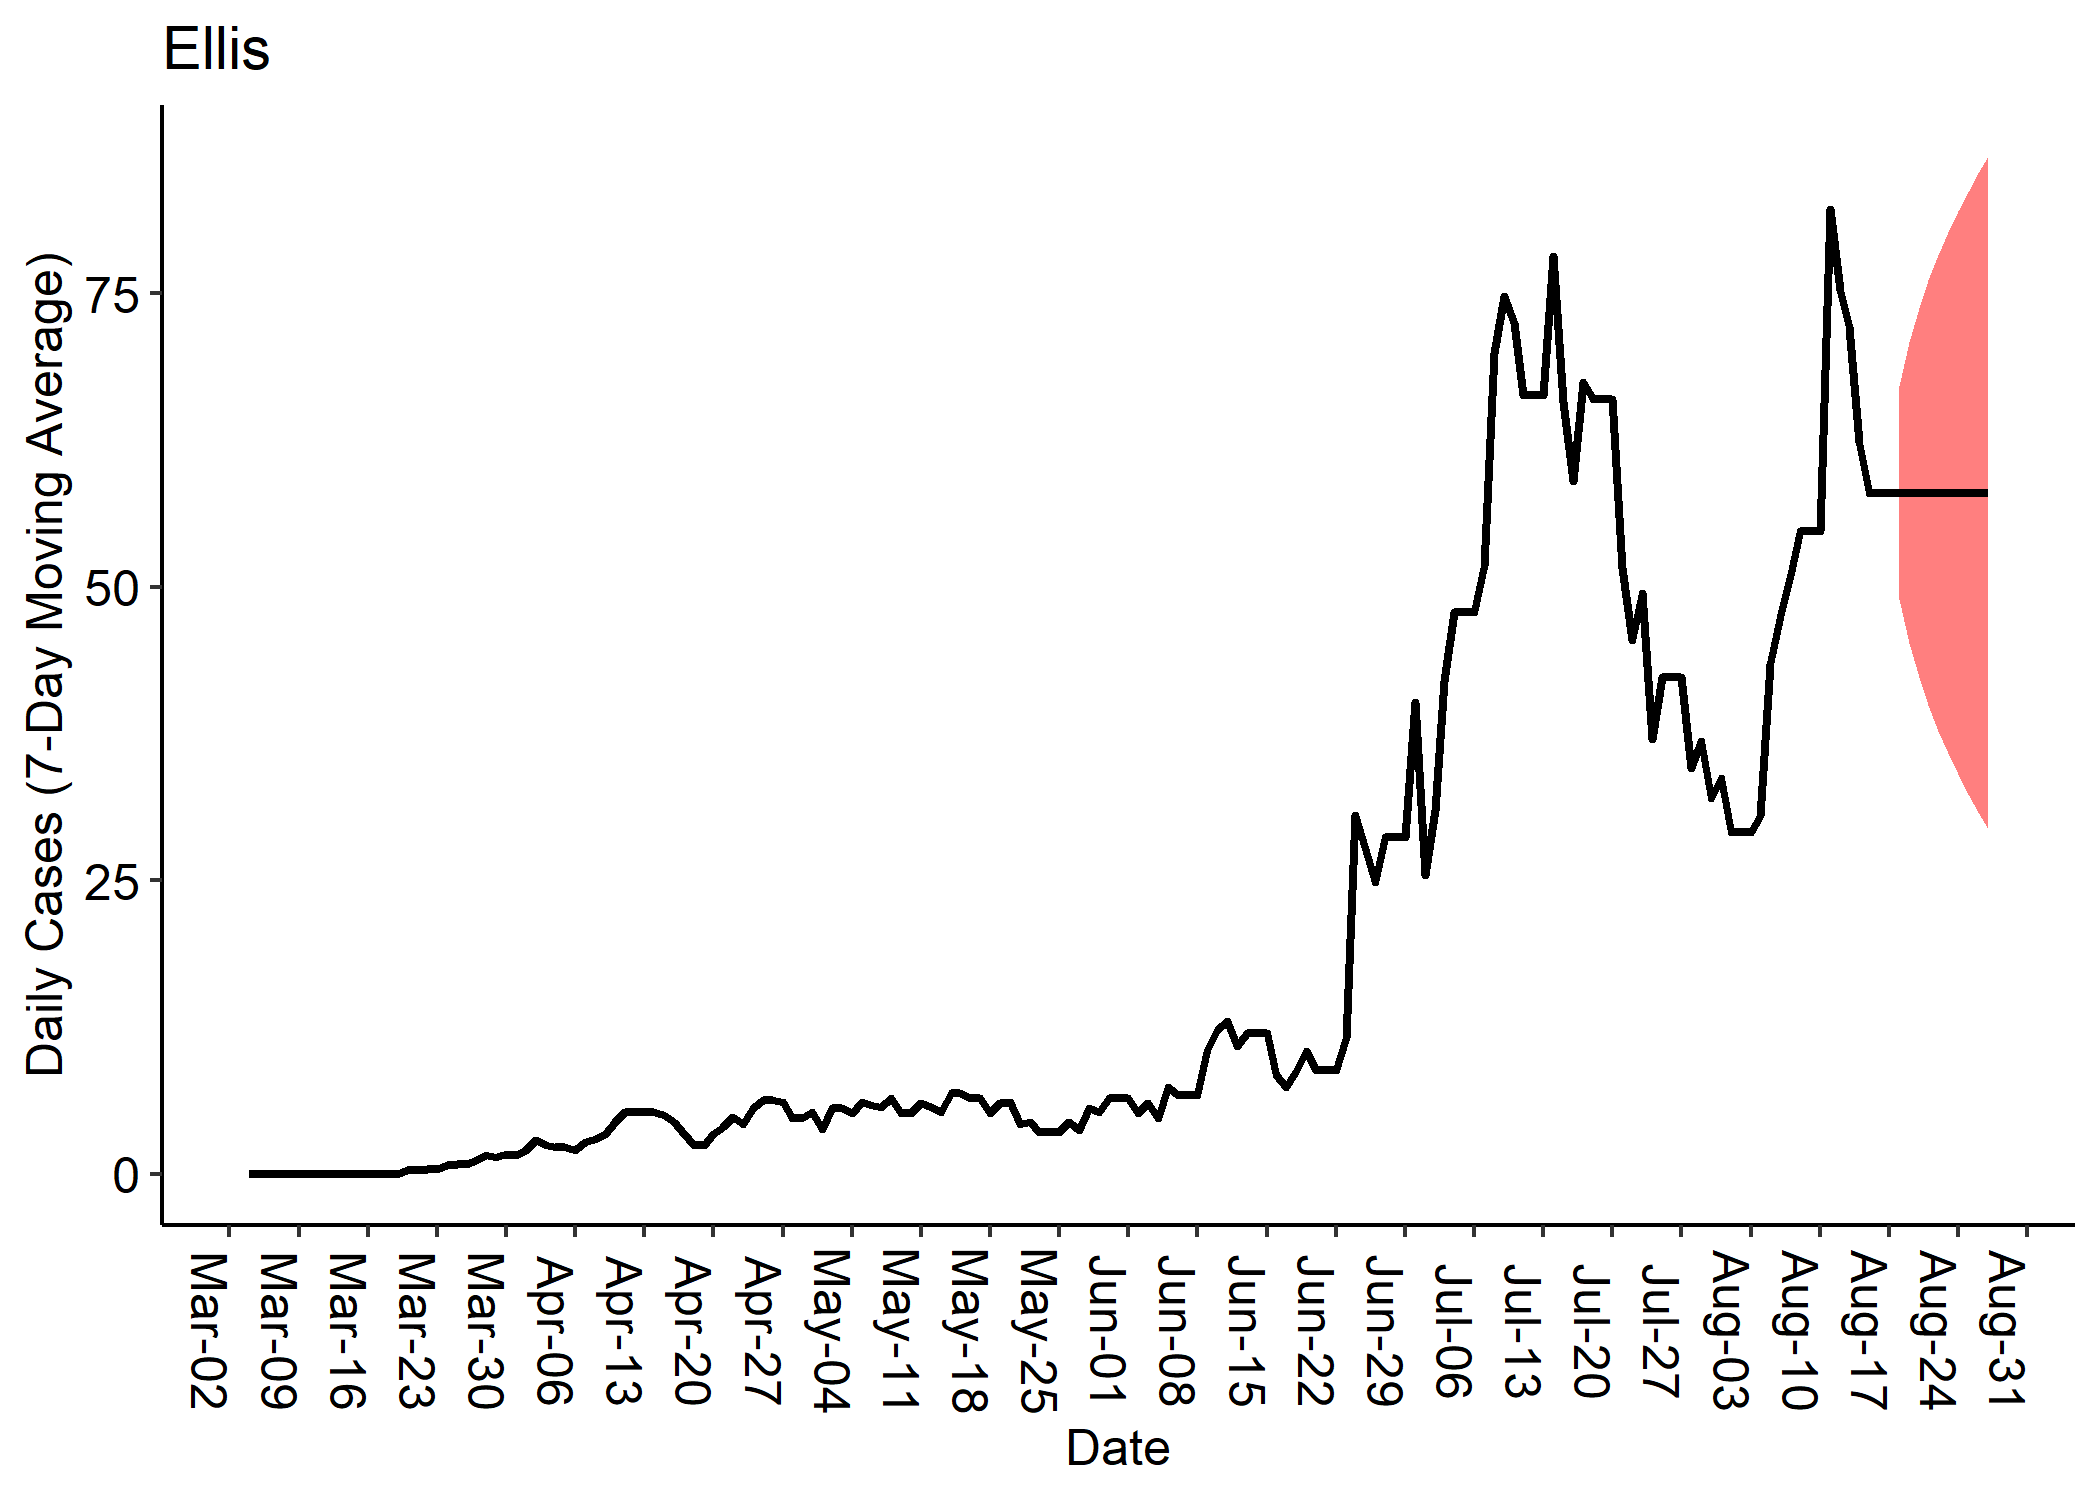 Ellis
Daily Cases (7-Day Moving Average)
75
50
25
0
Mar-02
Mar-09
Mar-16
Mar-23
Mar-30
Apr-06
Apr-13
Apr-20
Apr-27
May-04
May-11
May-18
May-25
Jun-01
Jun-08
Jun-15
Jun-22
Jun-29
Jul-06
Jul-13
Jul-20
Jul-27
Aug-03
Aug-10
Aug-17
Aug-24
Aug-31
Date